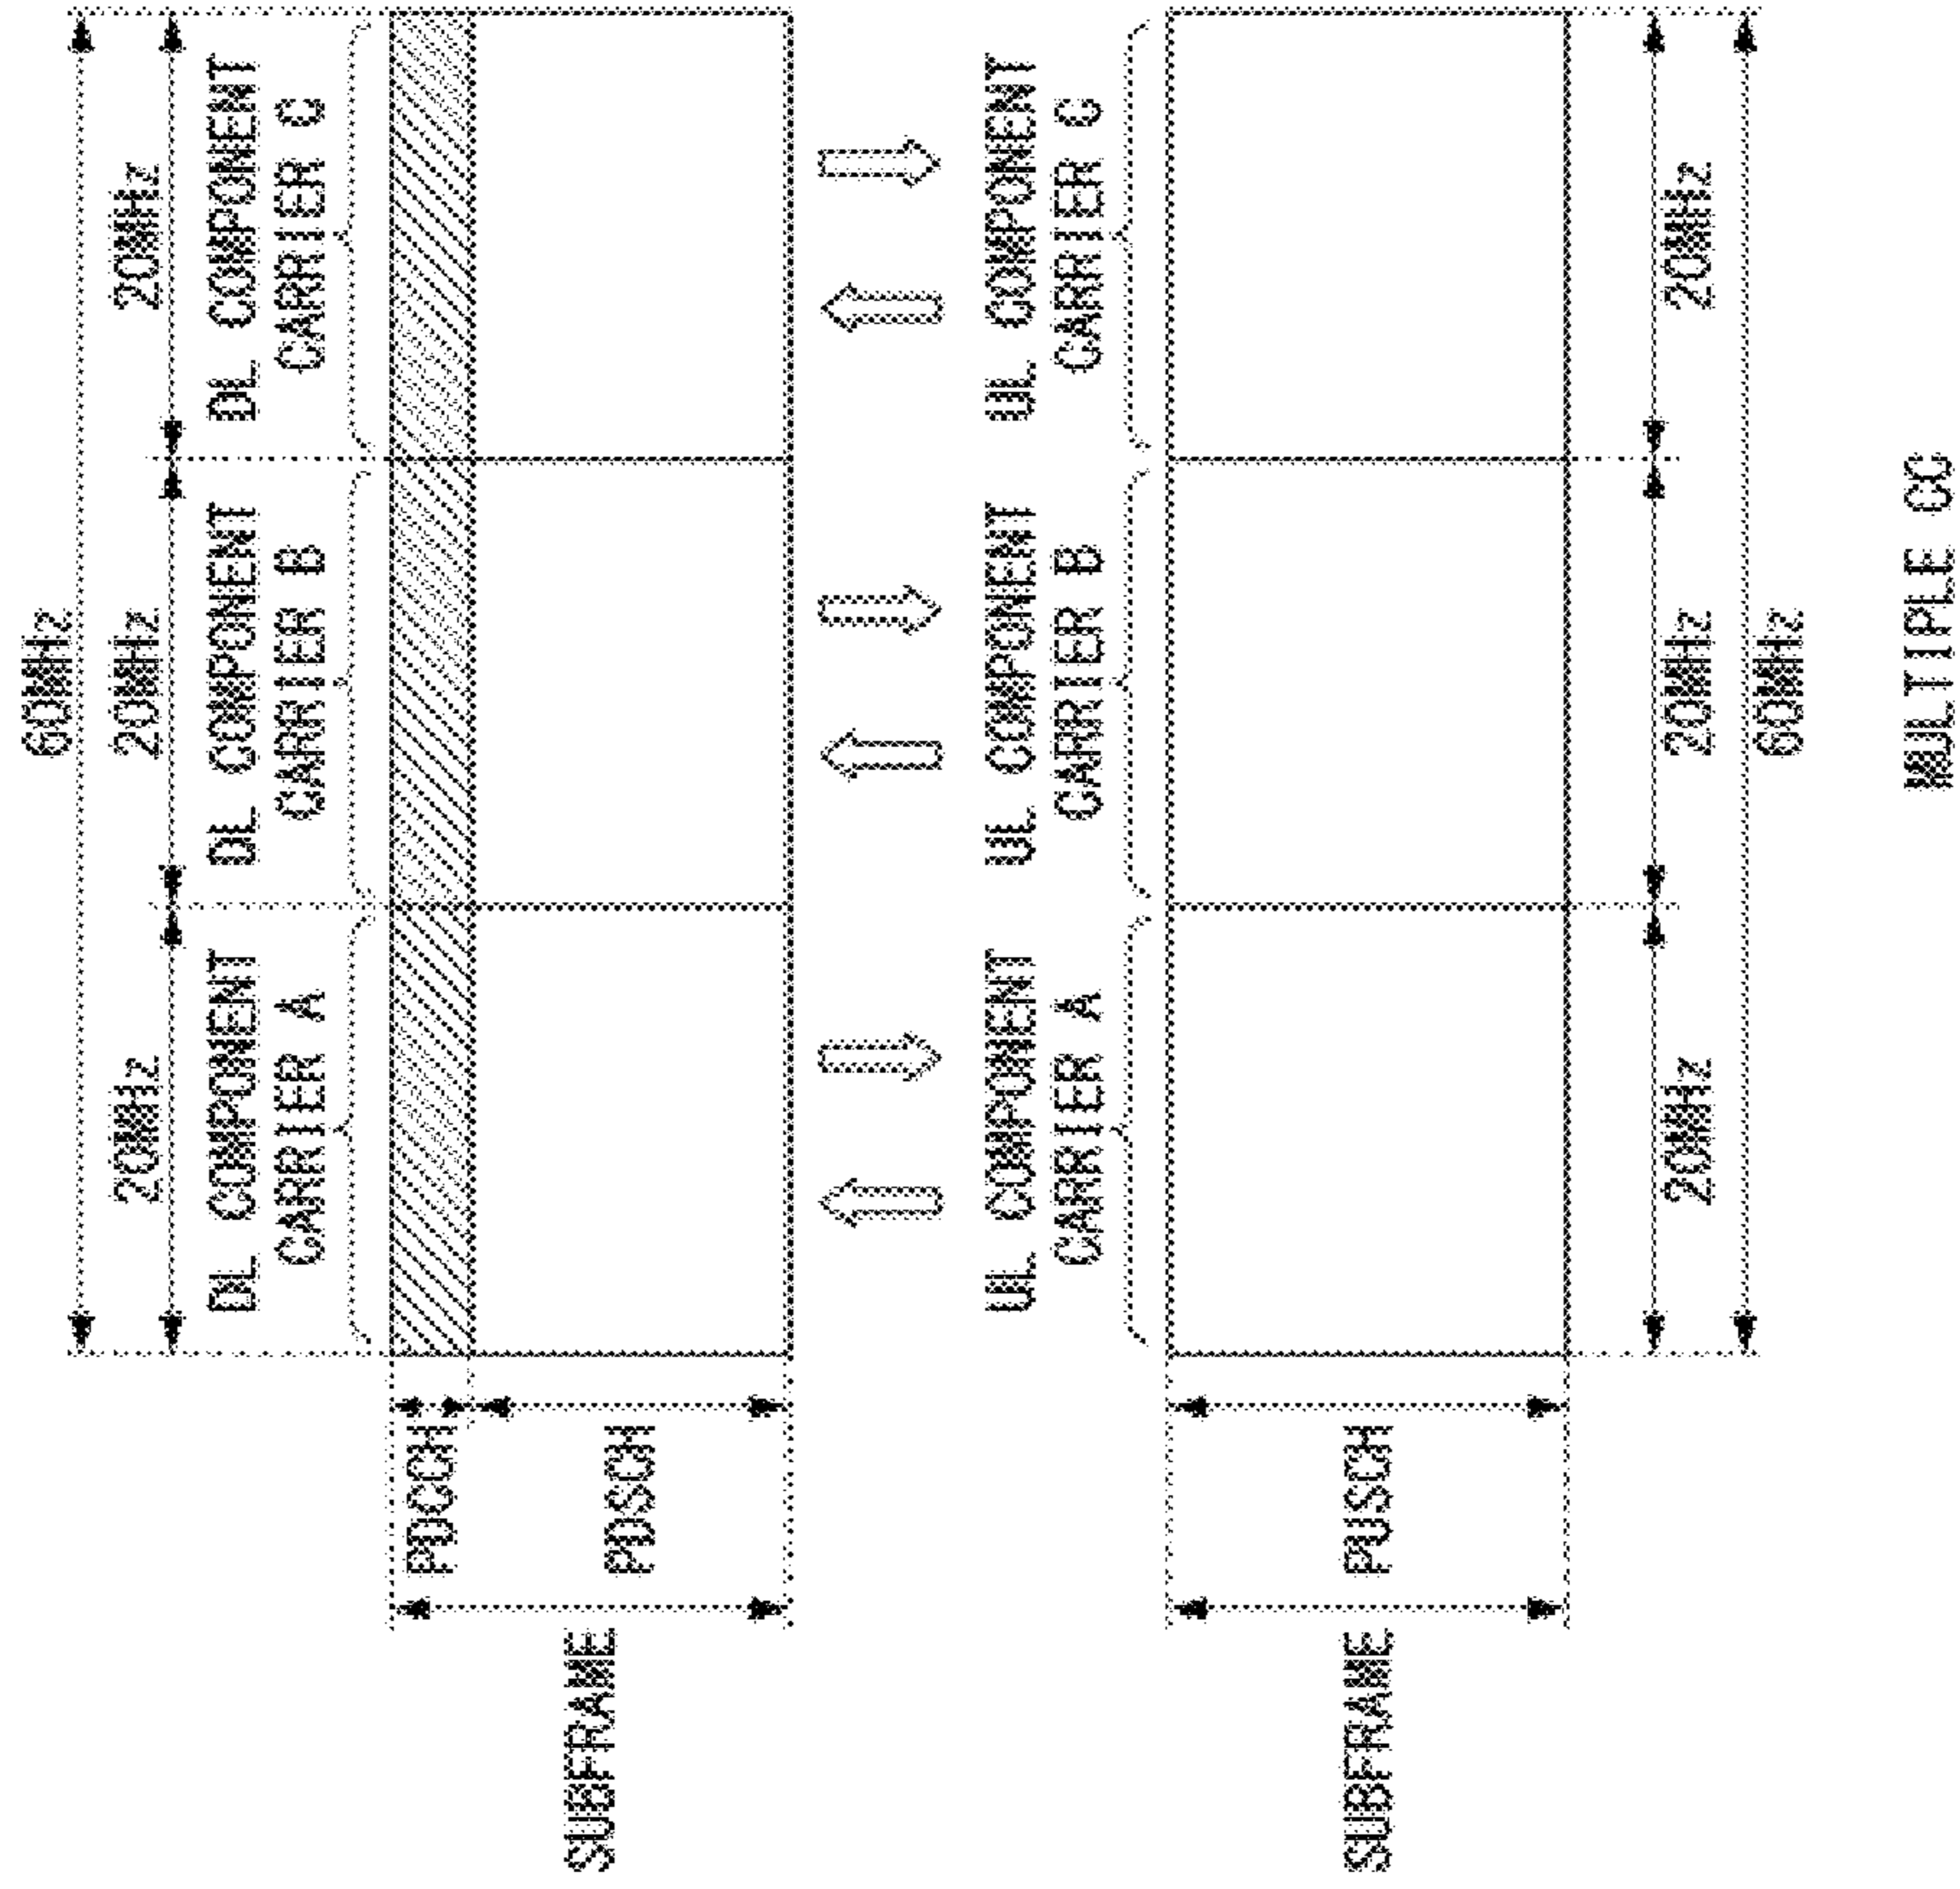 60MHz
20MHz
20MHz
20MHz
DL COMPONENT
CARRIER A
DL COMPONENT
CARRIER B
DL COMPONENT
CARRIER C
SUBFRAME
PDCCH
PDSCH
UL COMPONENT
CARRIER A
UL COMPONENT
CARRIER B
UL COMPONENT
CARRIER C
SUBFRAME
PUSCH
20MHz
20MHz
20MHz
60MHz
MULTIPLE CC